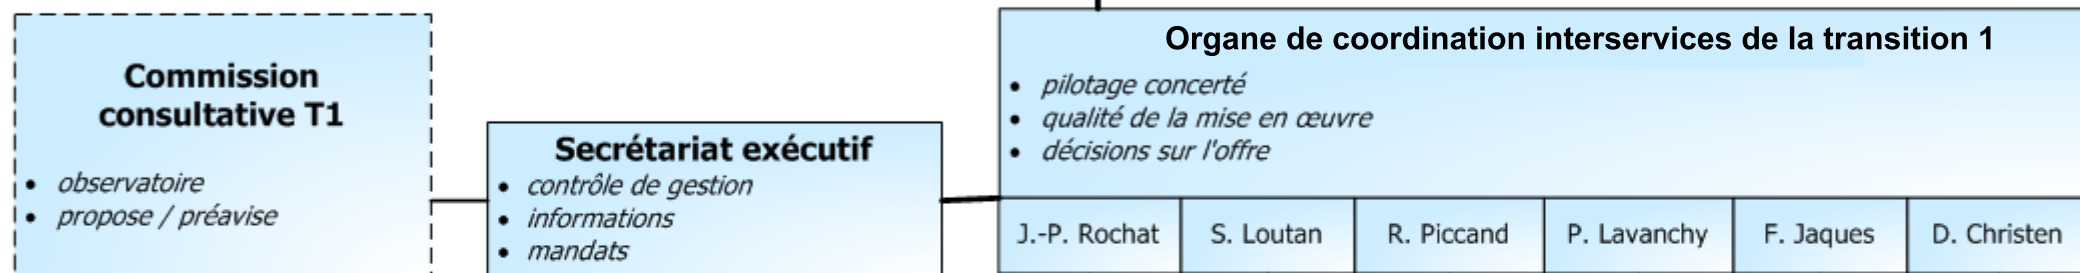 Commission
consultative T1
• observatoire
• propose / préavise
Secrétariat exécutif
• contrôle de gestion
• informations
• mandats
Organe de coordination interservices de la transition 1
• pilotage concerté
• qualité de la mise en œuvre
• décisions sur l'offre
J.-P. Rochat S. Loutan R. Piccand P. Lavanchy F. Jaques D. Christen